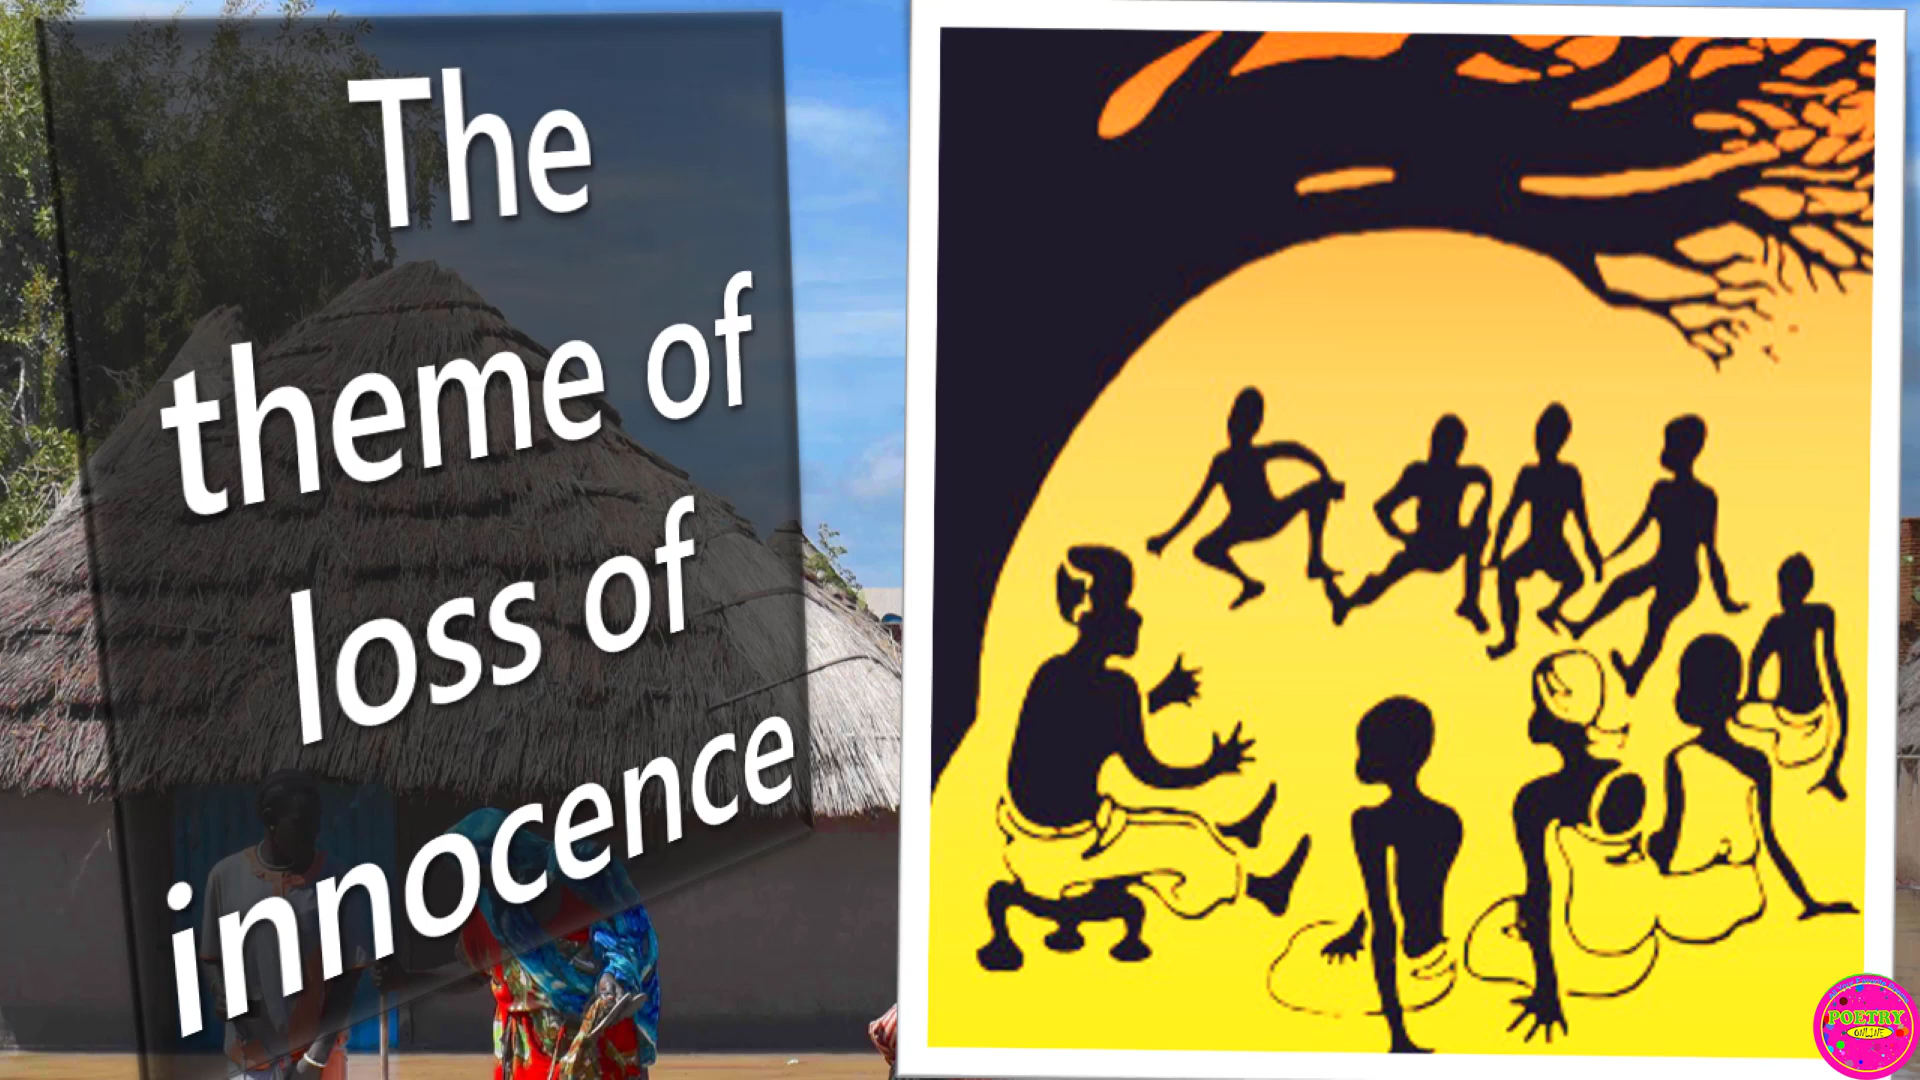 The
theme of
loss of
innocence
POETRY
ONLINE